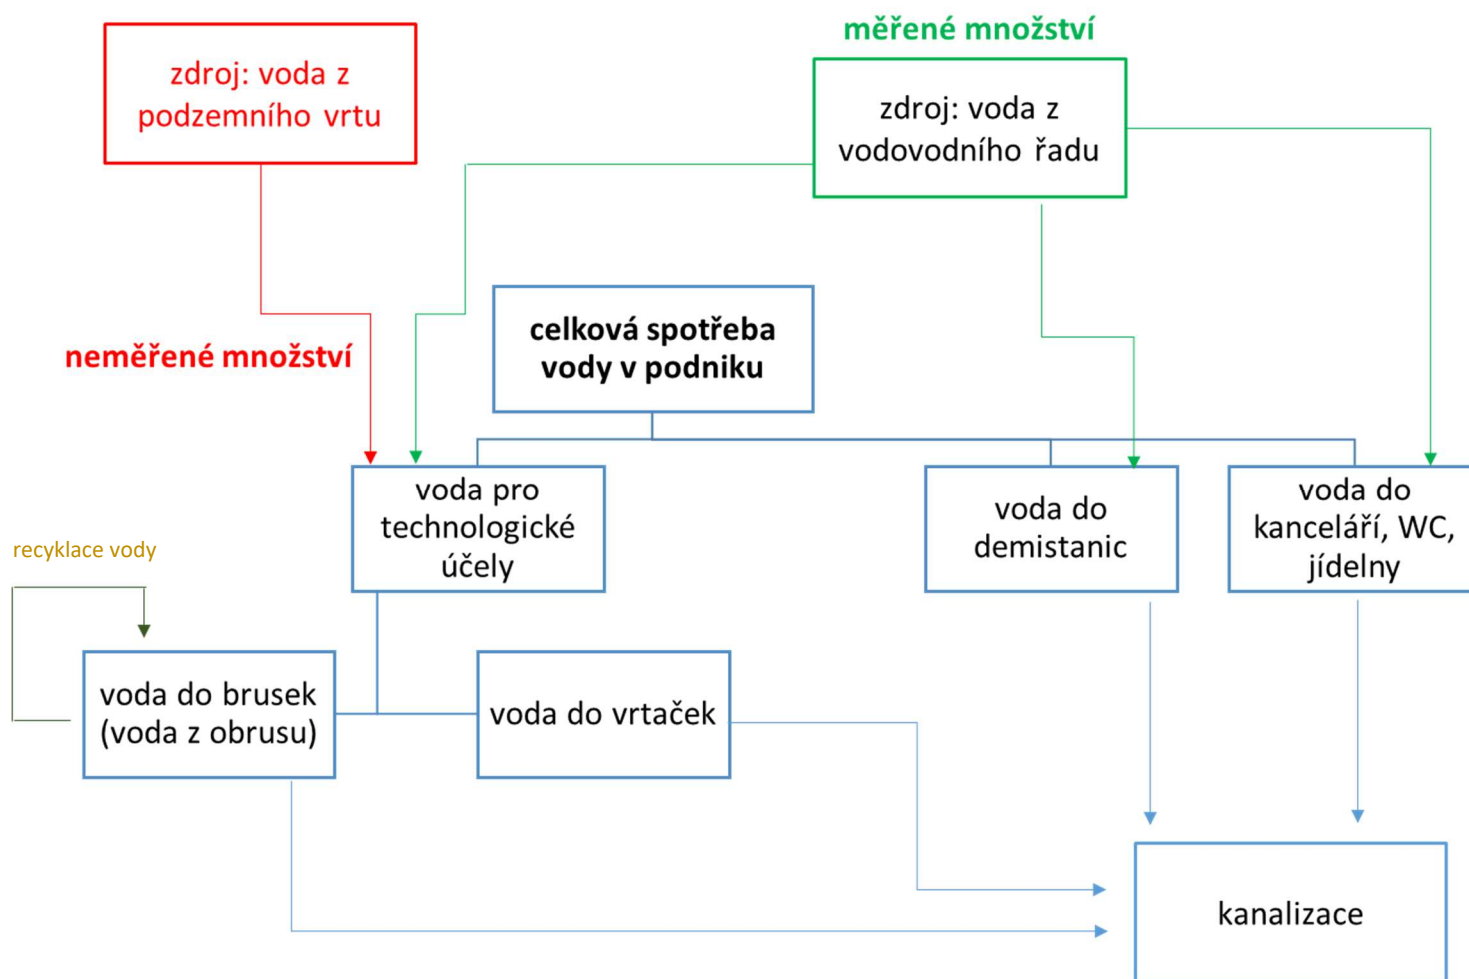 měřené množství
zdroj: voda z
podzemního vrtu
zdroj: voda z
vodovodního řadu
celková spotřeba
vody v podniku
neměřené množství
voda pro
technologické
účely
voda do
demistanic
voda do
kanceláří, WC,
jídelny
recyklace vody
voda do brusek
(voda z obrusu)
voda do vrtaček
kanalizace